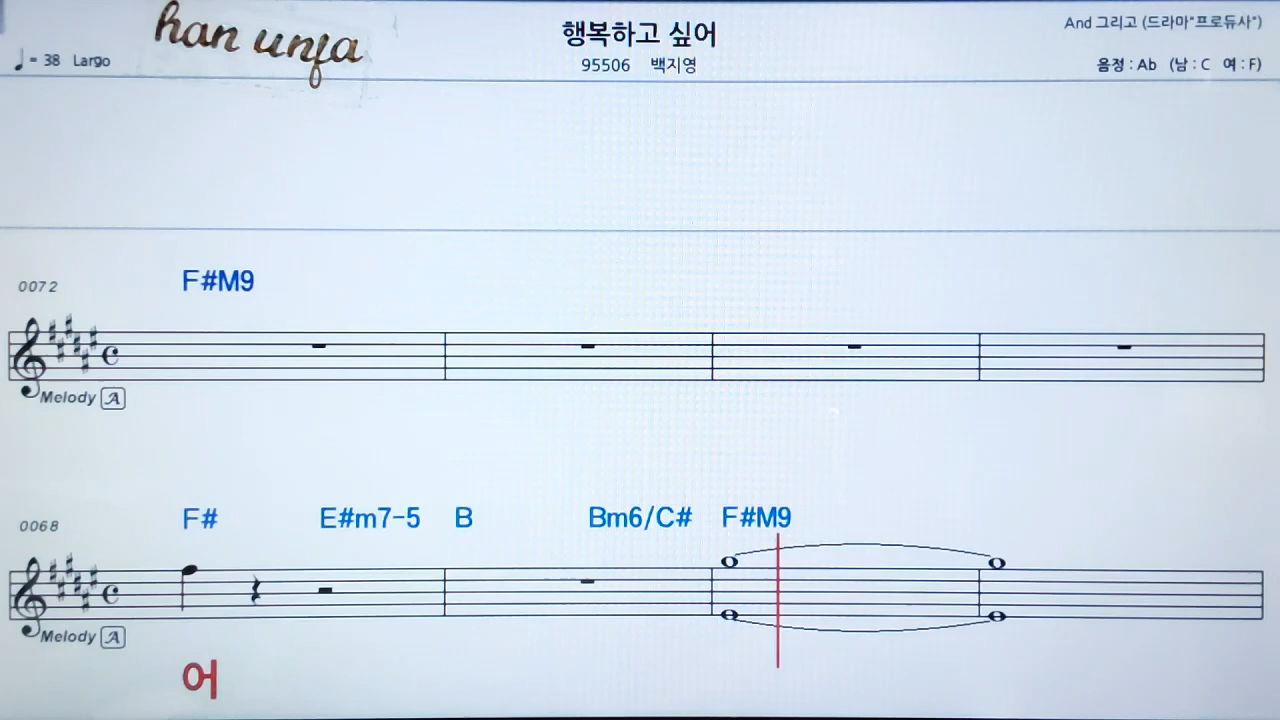 han unfa
♩= 38 Largo
행복하고 싶어
95506 백지영
And 그리고 (드라마"프로듀사")
음정 : Ab (남 : C 여 : F)
0072
F#M9
Melody A
0068
F# E#m7-5 B Bm6/C# F#M9
Melody A
어